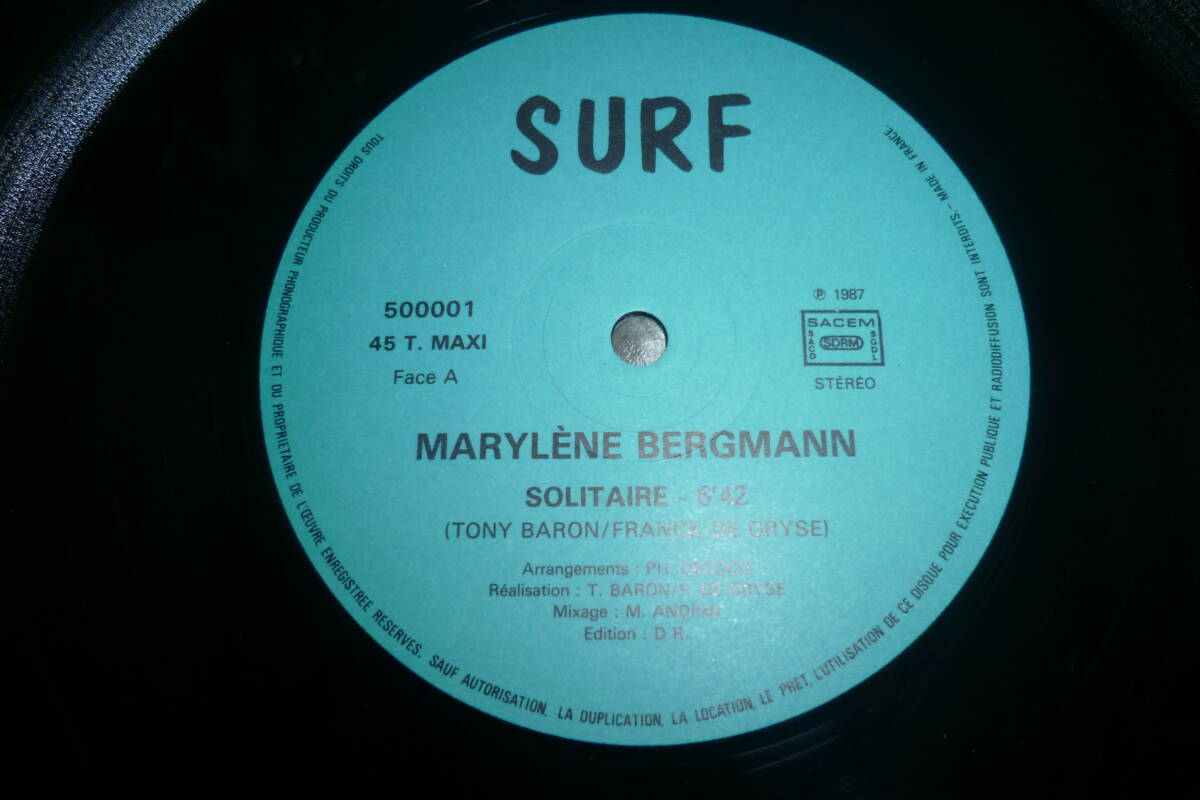 SURF
500001
45 T. MAXI
Face A
℗ 1987
SACEM
SACD
SDRM
SGDL
STÉRÉO
MARYLÈNE BERGMANN
SOLITAIRE - 6'42
(TONY BARON/FRANCK DE GRYSE)
Arrangements : PH.
Réalisation : T. BARON/F. DE GRYSE
Mixage : M. ANDINA
Edition : D.R.
TOUS DROITS DU PRODUCTEUR PHONOGRAPHIQUE ET DU PROPRIETAIRE DE L'ŒUVRE ENREGISTREE RESERVES. SAUF AUTORISATION, LA DUPLICATION, LA LOCATION, LE PRET, L'UTILISATION DE CE DISQUE POUR EXECUTION PUBLIQUE ET RADIODIFFUSION SONT INTERDITS. - MADE IN FRANCE.